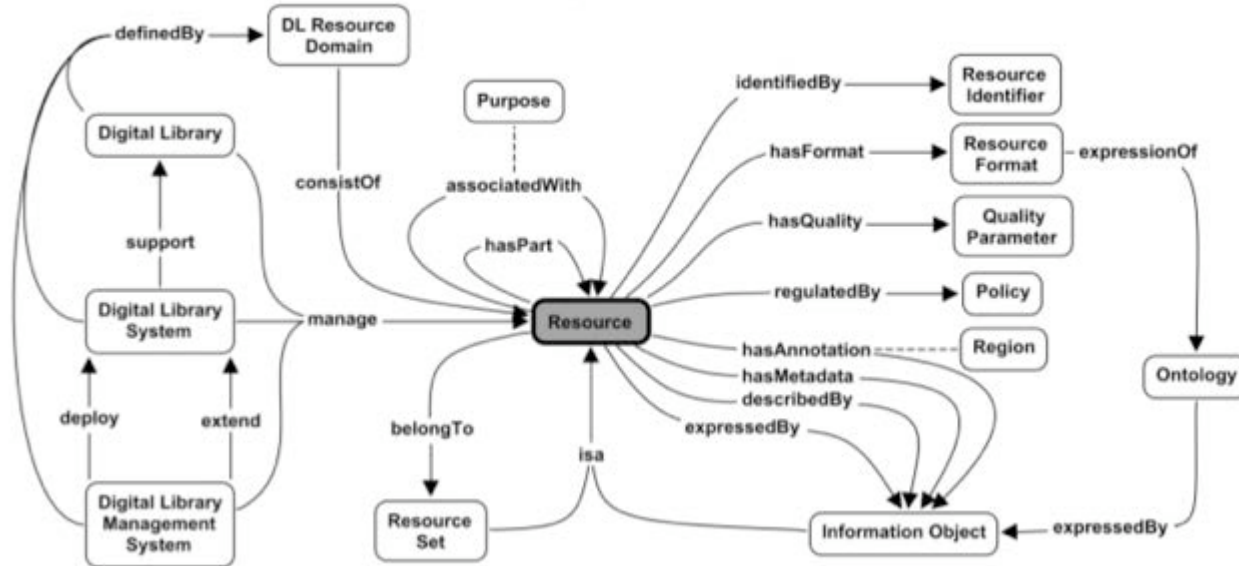 definedBy
DL Resource
Domain
Purpose
identifiedBy
Resource
Identifier
Digital Library
hasFormat
Resource
Format
expressionOf
consistOf
associatedWith
hasQuality
Quality
Parameter
support
hasPart
regulatedBy
Policy
Digital Library
System
manage
Resource
hasAnnotation
Region
hasMetadata
Ontology
describedBy
deploy
extend
belongTo
expressedBy
isa
Digital Library
Management
System
Resource
Set
Information Object
expressedBy